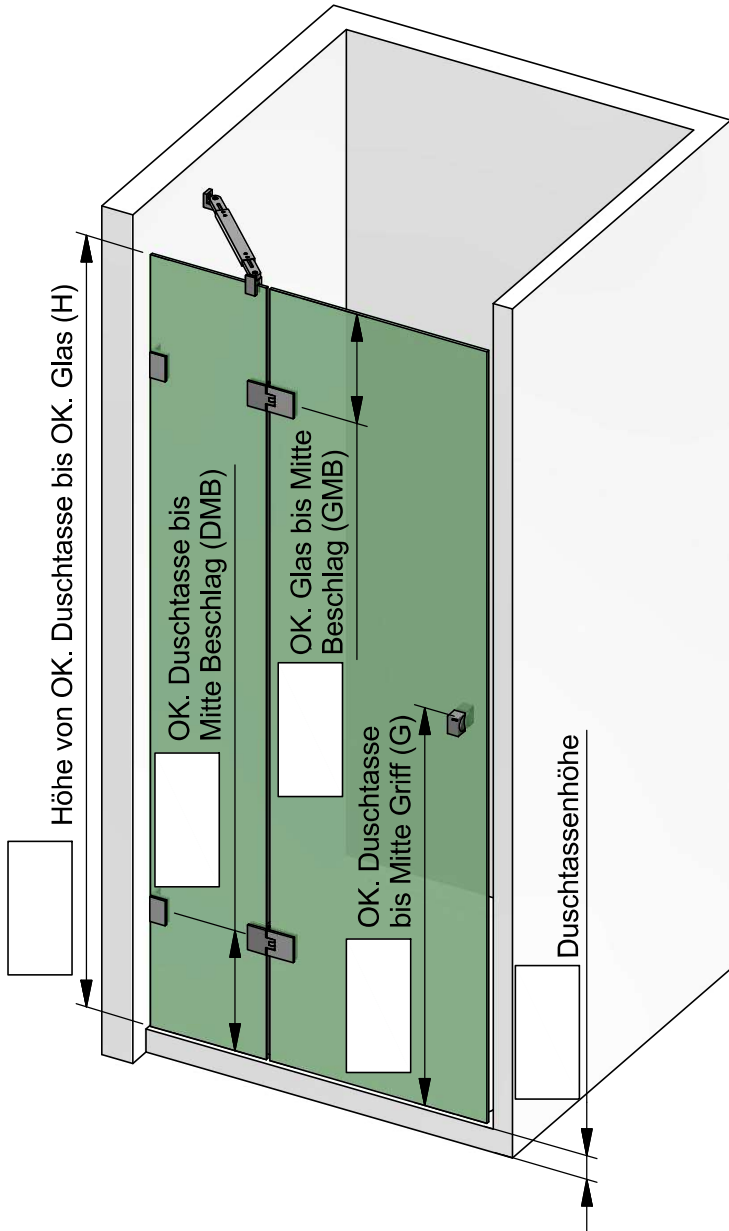 Höhe von OK. Duschtasse bis OK. Glas (H)
OK. Duschtasse bis
Mitte Beschlag (DMB)
OK. Glas bis Mitte
Beschlag (GMB)
OK. Duschtasse
bis Mitte Griff (G)
Duschtassenhöhe